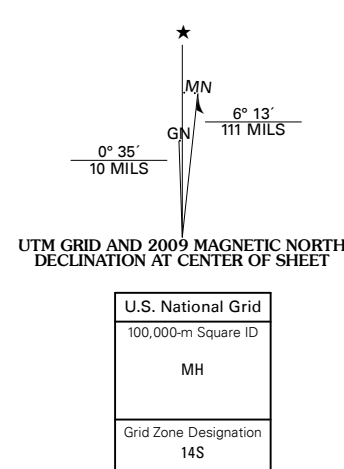 ★
MN
6° 13´
111 MILS
GN
0° 35´
10 MILS
UTM GRID AND 2009 MAGNETIC NORTH
DECLINATION AT CENTER OF SHEET
U.S. National Grid
100,000-m Square ID
MH
Grid Zone Designation
14S